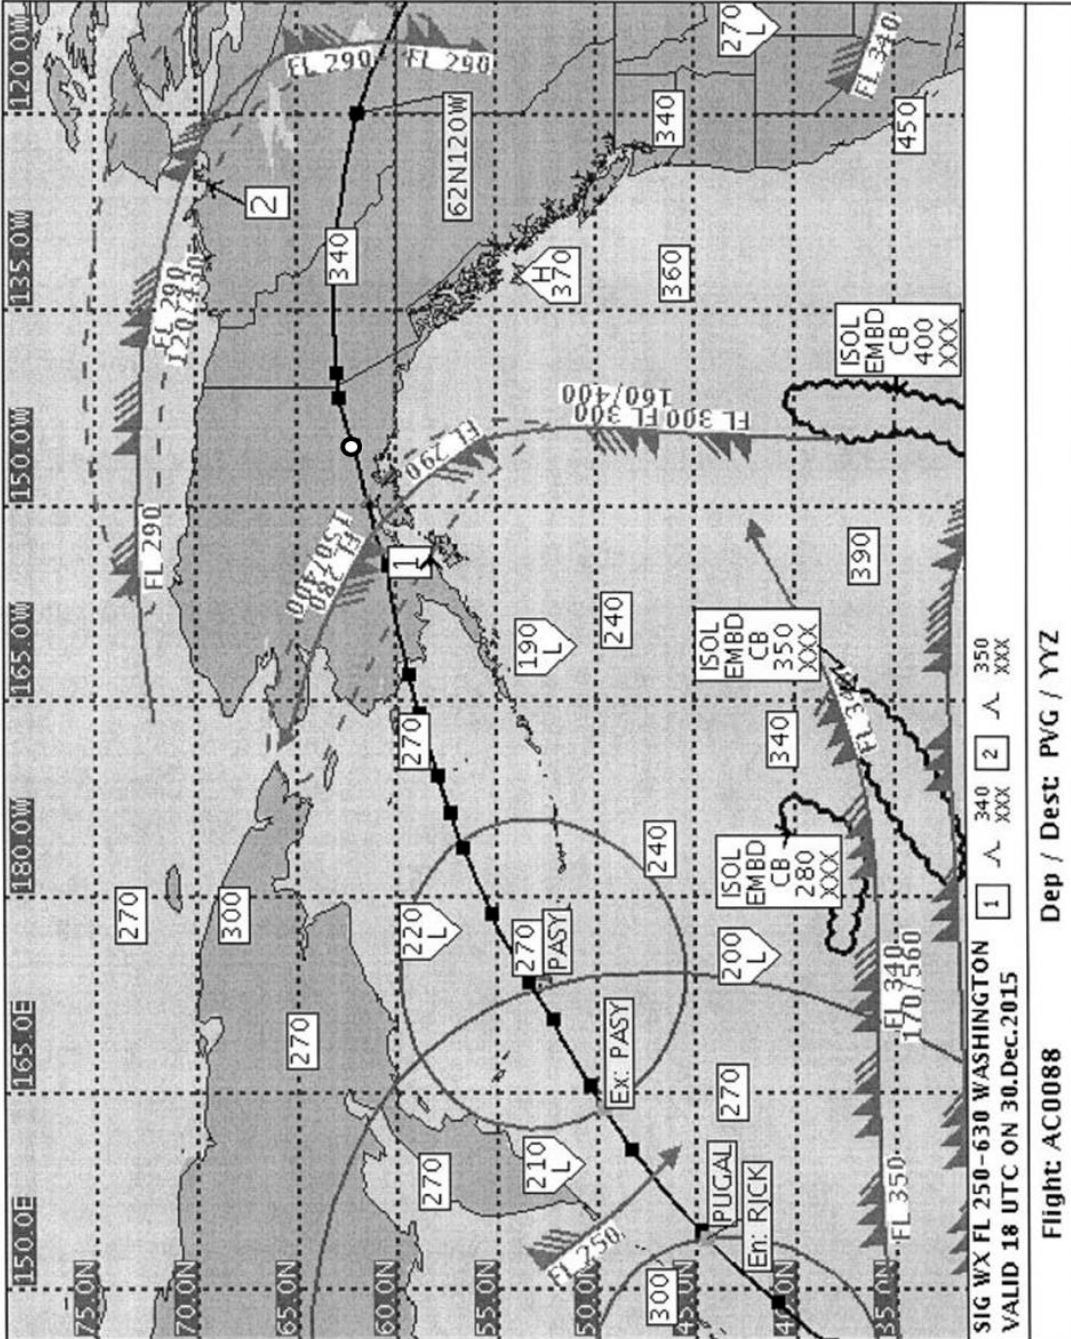 150.0E
165.0E
180.0W
165.0W
150.0W
135.0W
120.0W
75.0N
270
FL 290
FL 290
120/430
70.0N
300
2
65.0N
270
FL 280
150/400
340
FL 290
FL 290
60.0N
270
220
L
270
1
FL 290
62N120W
55.0N
210
L
270
PASY
190
L
H
370
FL 250
50.0N
Ex: PASY
240
FL 300
FL 300
160/400
300
45.0N
PUGAL
240
360
340
En: RJCK
270
200
L
ISOL
EMBD
CB
280
XXX
340
ISOL
EMBD
CB
350
XXX
270
L
40.0N
390
ISOL
EMBD
CB
400
XXX
FL 340
35.0N
FL 350
FL 340
170/560
450
SIG WX FL 250-630 WASHINGTON
VALID 18 UTC ON 30.Dec.2015
1 340
XXX
2 350
XXX
Flight: AC0088
Dep / Dest: PVG / YYZ